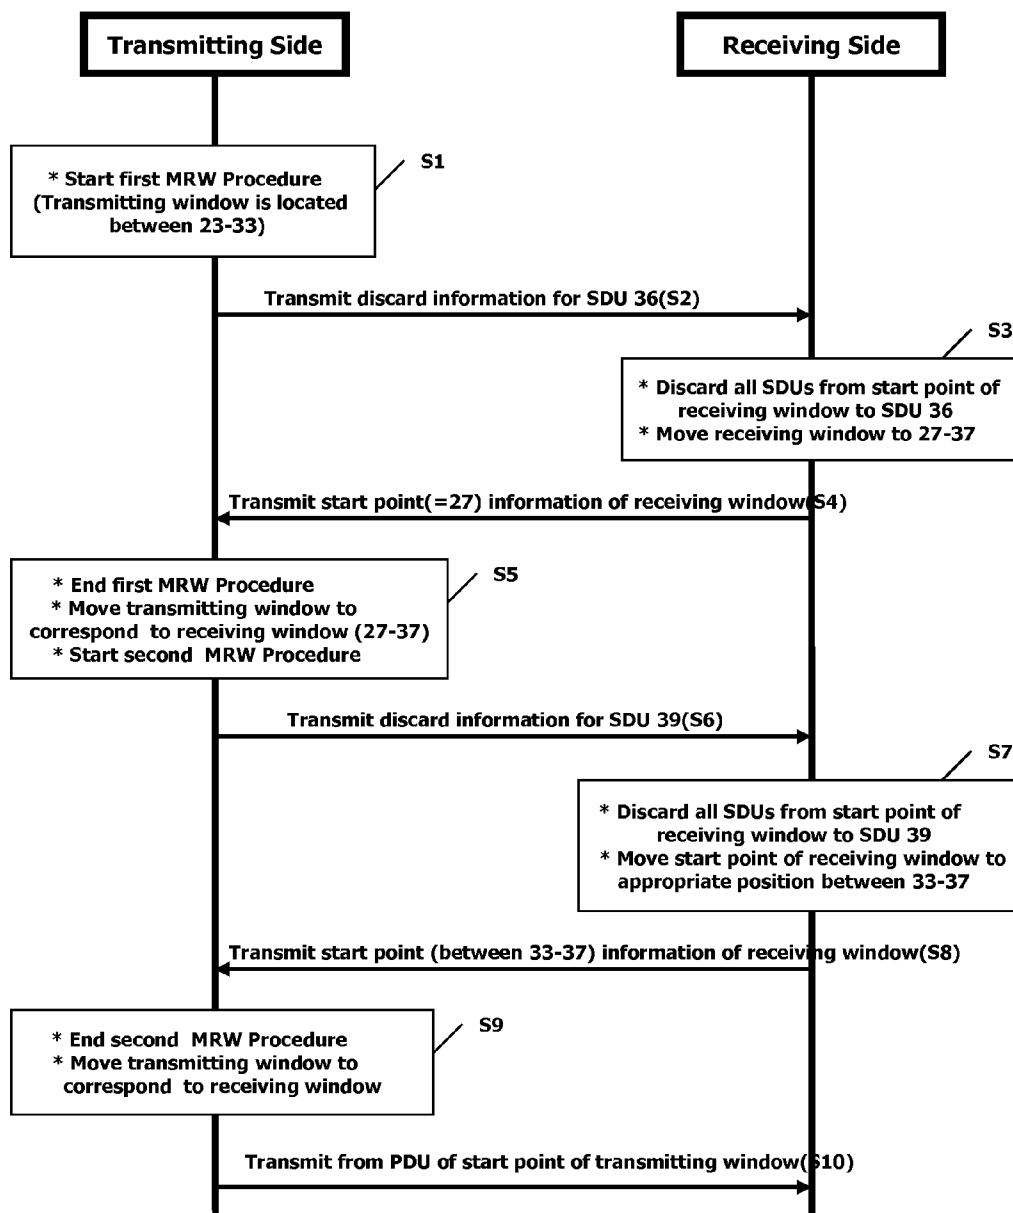 Transmitting Side
Receiving Side
S1
* Start first MRW Procedure
(Transmitting window is located
between 23-33)
Transmit discard information for SDU 36(S2)
S3
* Discard all SDUs from start point of
receiving window to SDU 36
* Move receiving window to 27-37
Transmit start point(=27) information of receiving window(S4)
S5
* End first MRW Procedure
* Move transmitting window to
correspond to receiving window (27-37)
* Start second MRW Procedure
Transmit discard information for SDU 39(S6)
S7
* Discard all SDUs from start point of
receiving window to SDU 39
* Move start point of receiving window to
appropriate position between 33-37
Transmit start point (between 33-37) information of receiving window(S8)
S9
* End second MRW Procedure
* Move transmitting window to
correspond to receiving window
Transmit from PDU of start point of transmitting window(S10)